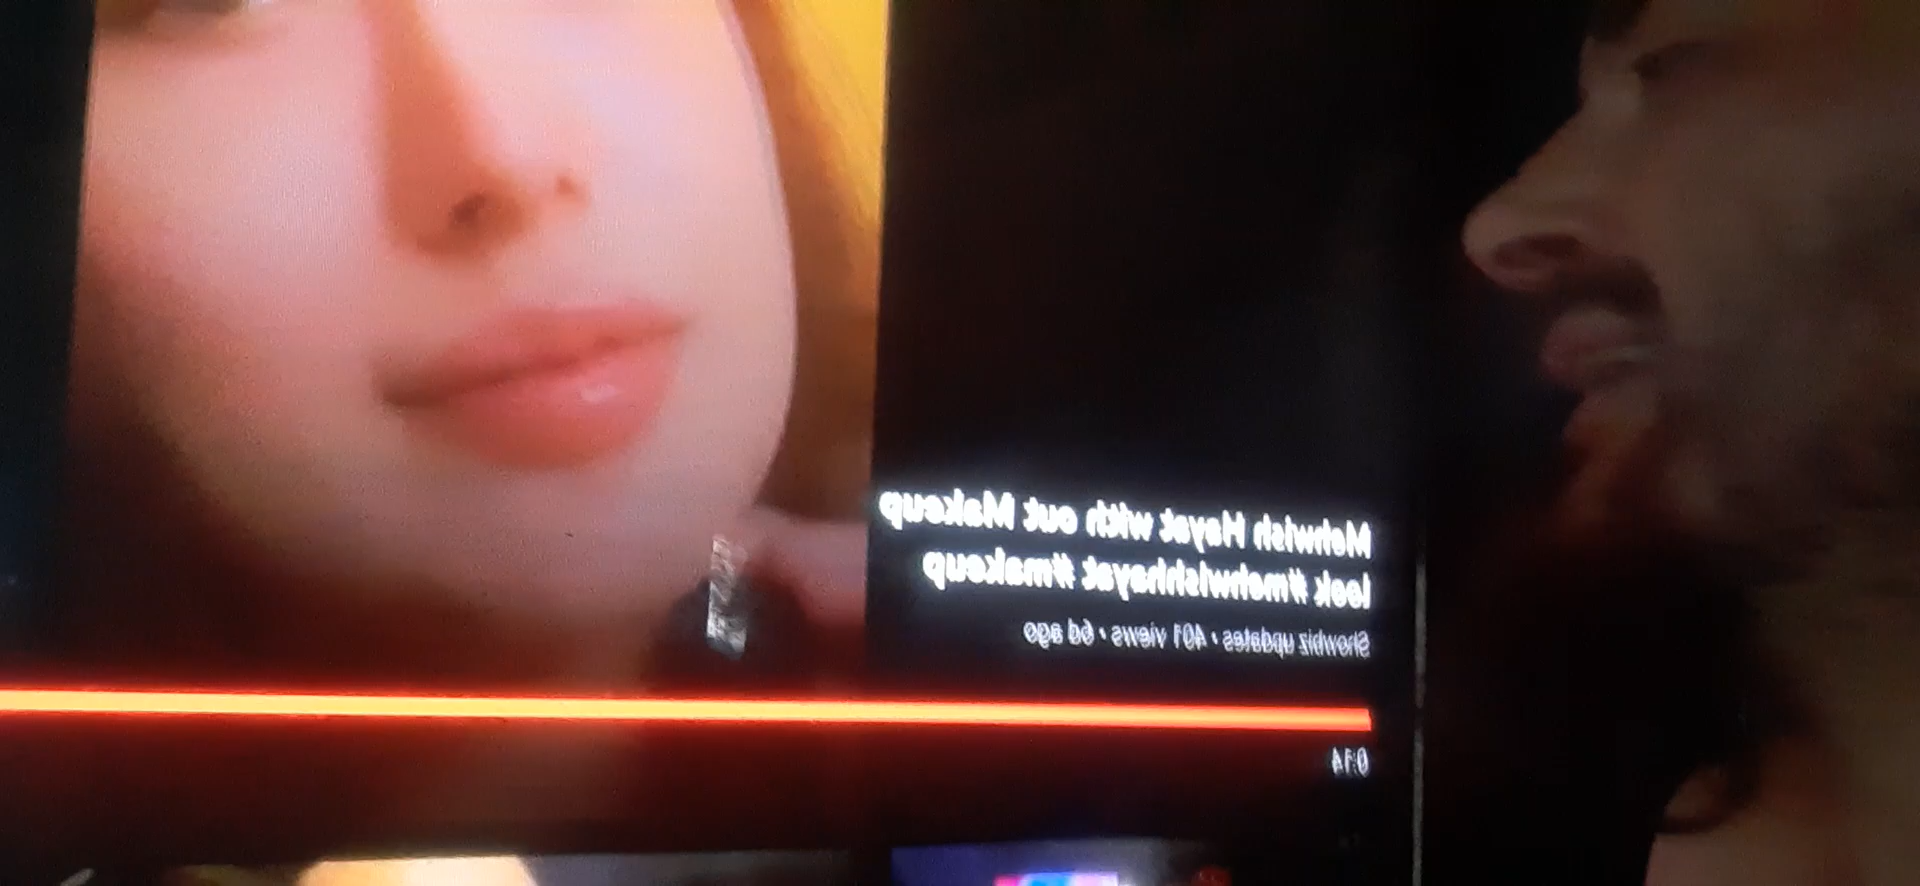 Mehwish Hayat with out Makeup
look #mehwishhayat #makeup
Showbiz updates • 401 views • 6d ago
0:14